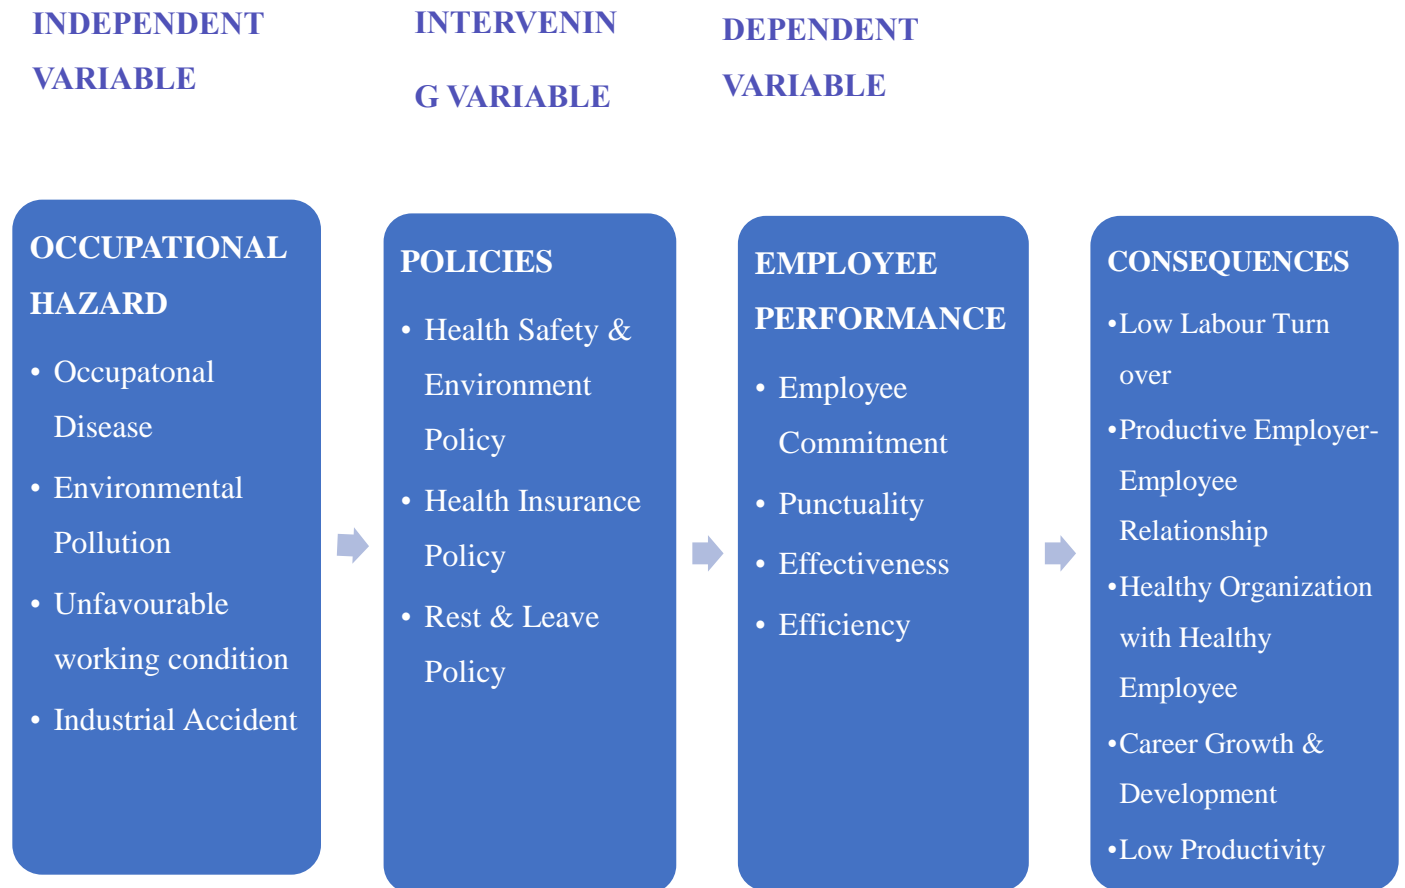 INDEPENDENT
VARIABLE
INTERVENIN
G VARIABLE
DEPENDENT
VARIABLE
OCCUPATIONAL
HAZARD
• Occupatonal
Disease
• Environmental
Pollution
• Unfavourable
working condition
• Industrial Accident
POLICIES
• Health Safety &
Environment
Policy
• Health Insurance
Policy
• Rest & Leave
Policy
EMPLOYEE
PERFORMANCE
• Employee
Commitment
• Punctuality
• Effectiveness
• Efficiency
CONSEQUENCES
•Low Labour Turn
over
•Productive Employer-
Employee
Relationship
•Healthy Organization
with Healthy
Employee
•Career Growth &
Development
•Low Productivity